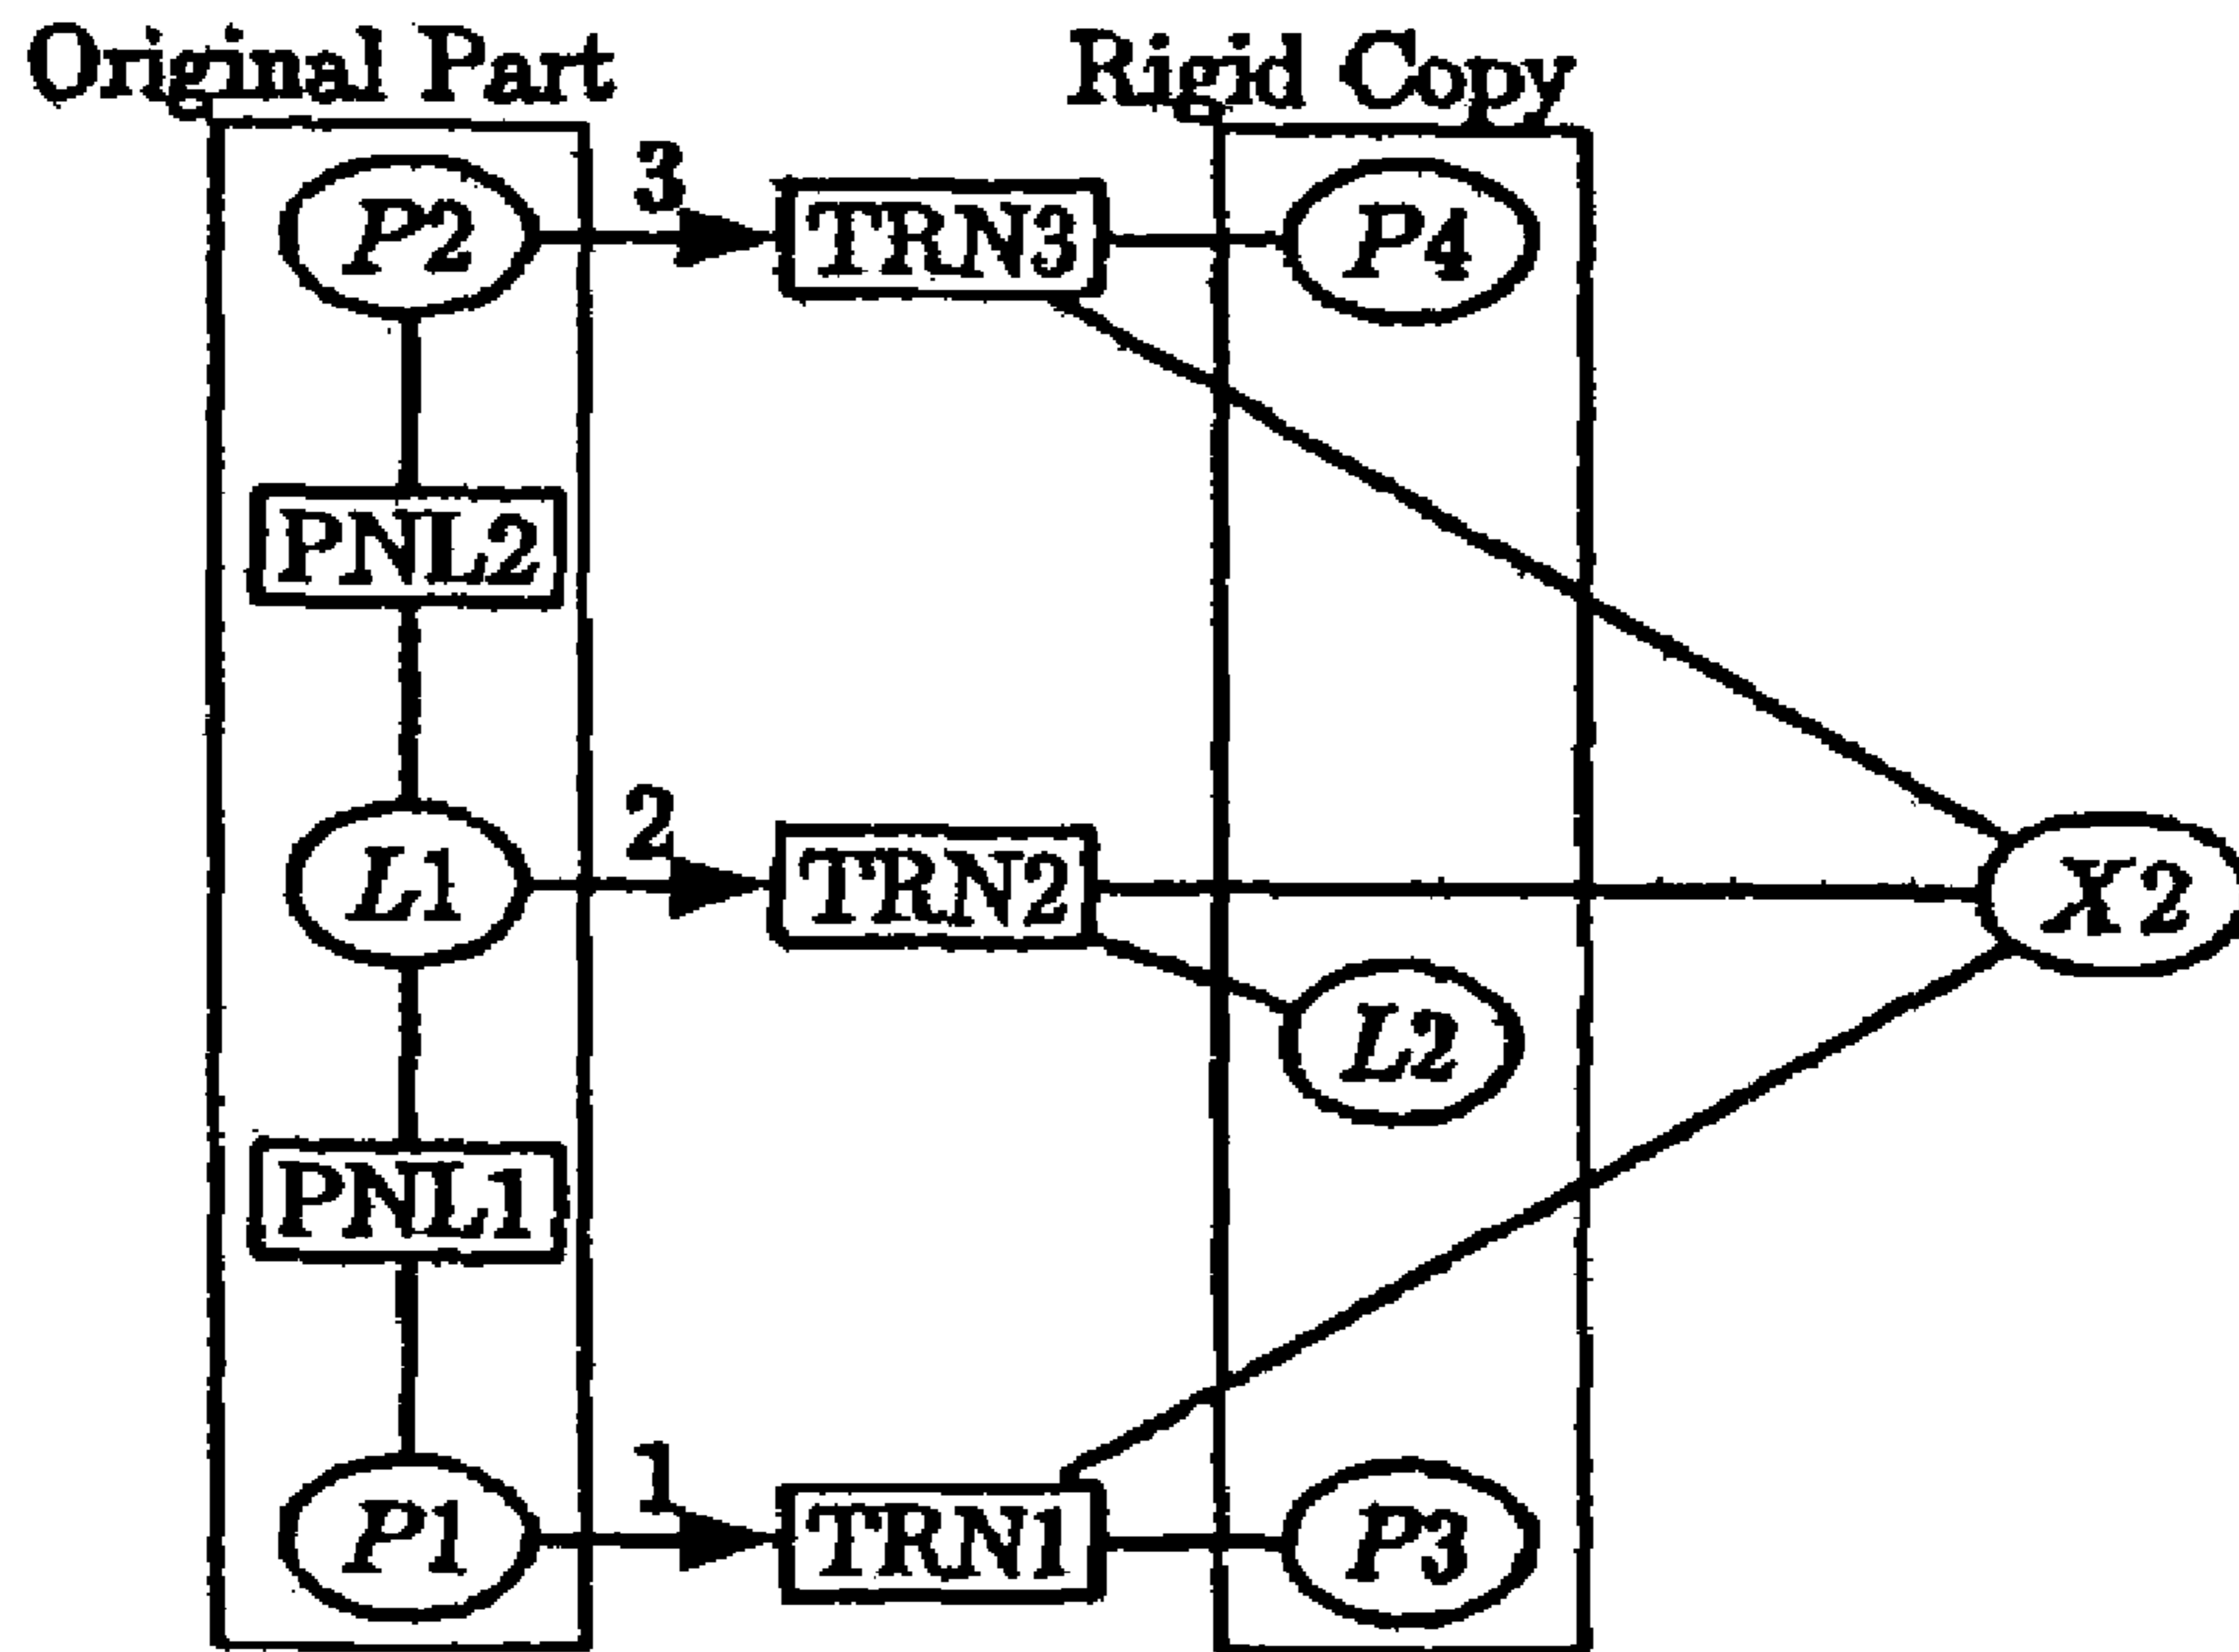 Original Part
Rigid Copy
P2
3
TRN3
P4
PNL2
L1
2
TRN2
X2
L2
PNL1
P1
1
TRN1
P3